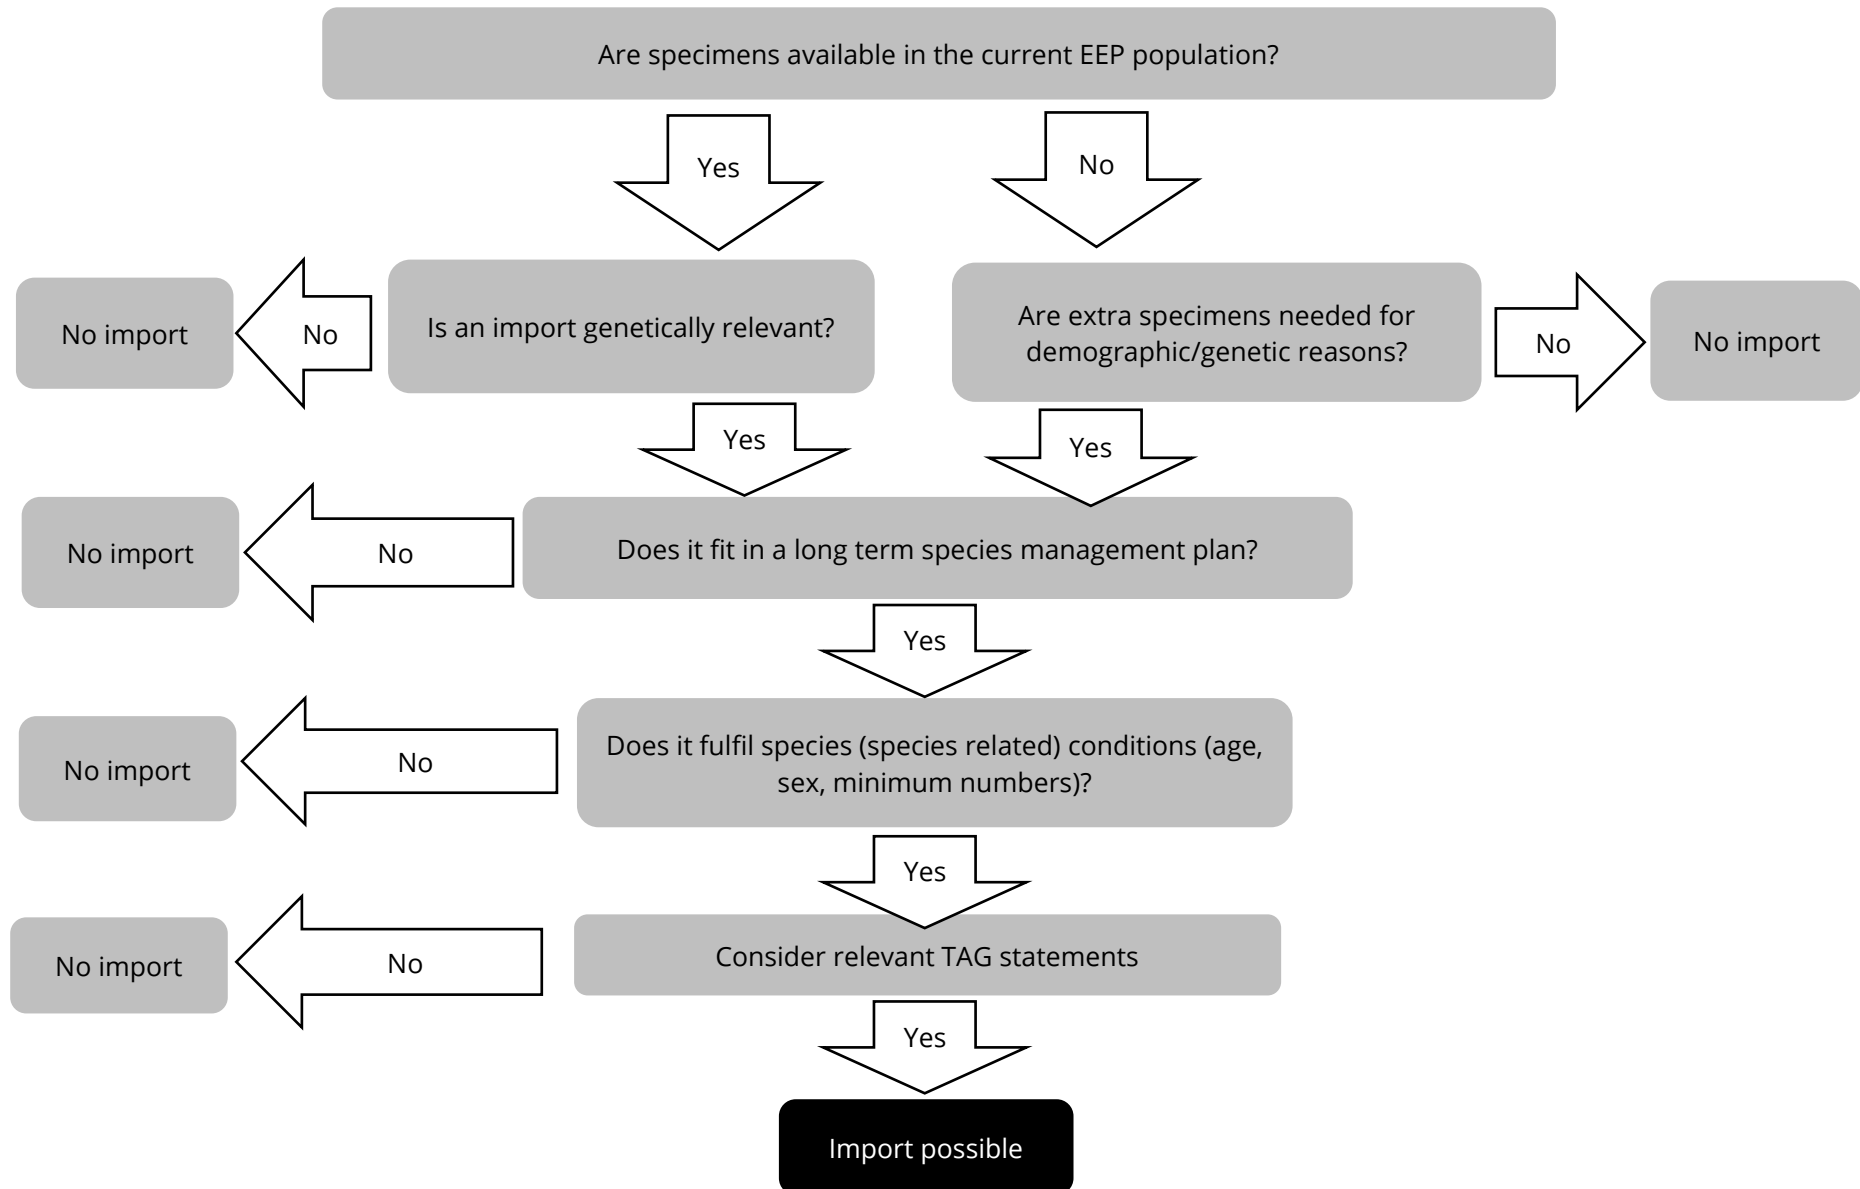 Are specimens available in the current EEP population?
Yes
No
No import
No
Is an import genetically relevant?
Are extra specimens needed for
demographic/genetic reasons?
No
No import
Yes
Yes
No import
No
Does it fit in a long term species management plan?
Yes
No import
No
Does it fulfil species (species related) conditions (age,
sex, minimum numbers)?
Yes
No import
No
Consider relevant TAG statements
Yes
Import possible